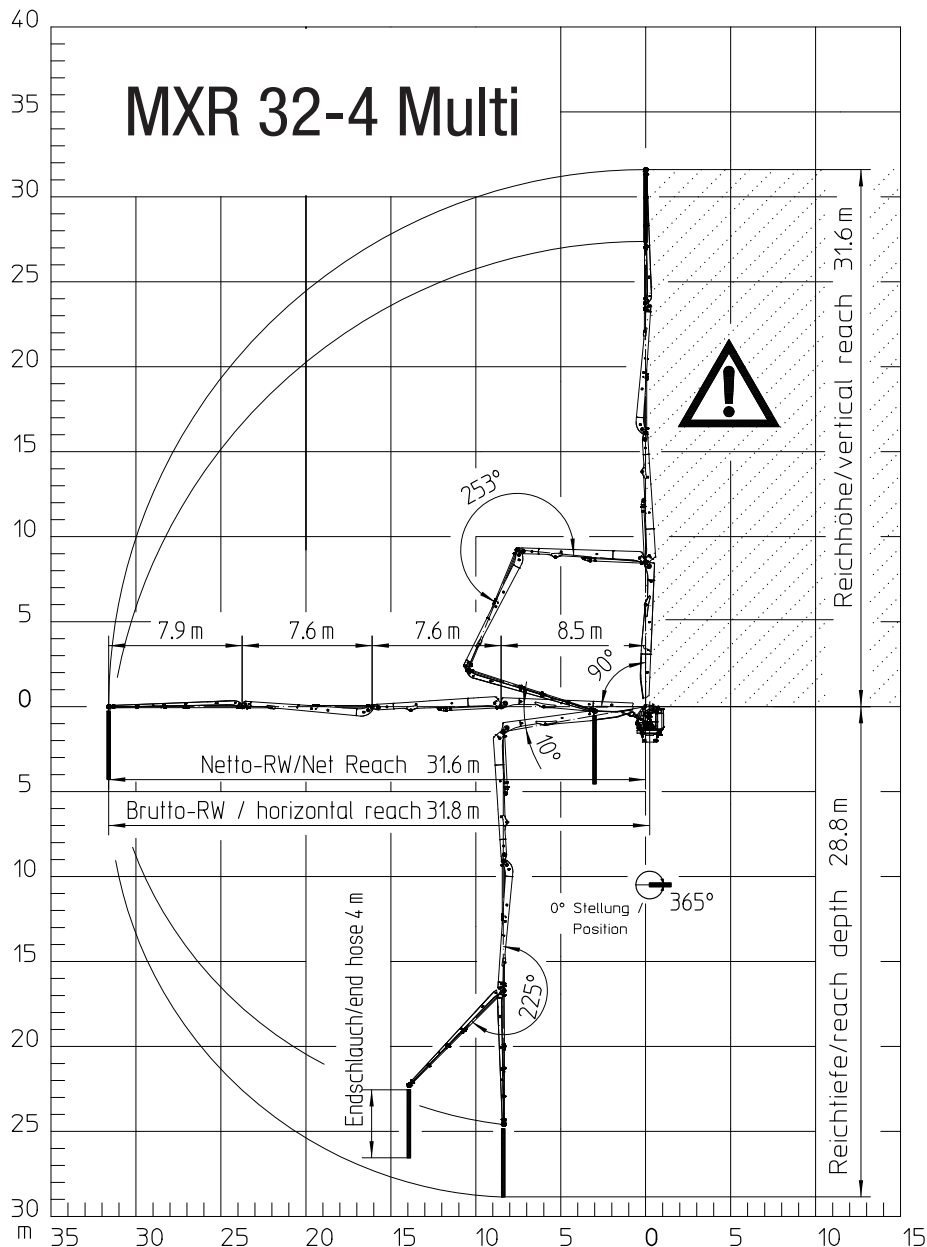 MXR 32-4 Multi
40
35
30
25
20
15
10
5
0
5
10
15
20
25
30
m
35
30
25
20
15
10
5
0
5
10
15
Reichhöhe/vertical reach 31.6 m
253°
7.9 m
7.6 m
7.6 m
8.5 m
90°
10°
Netto-RW/Net Reach 31.6 m
Brutto-RW / horizontal reach 31.8 m
0° Stellung /
Position
365°
Reichtiefe/reach depth 28.8 m
225°
Endschlauch/end hose 4 m